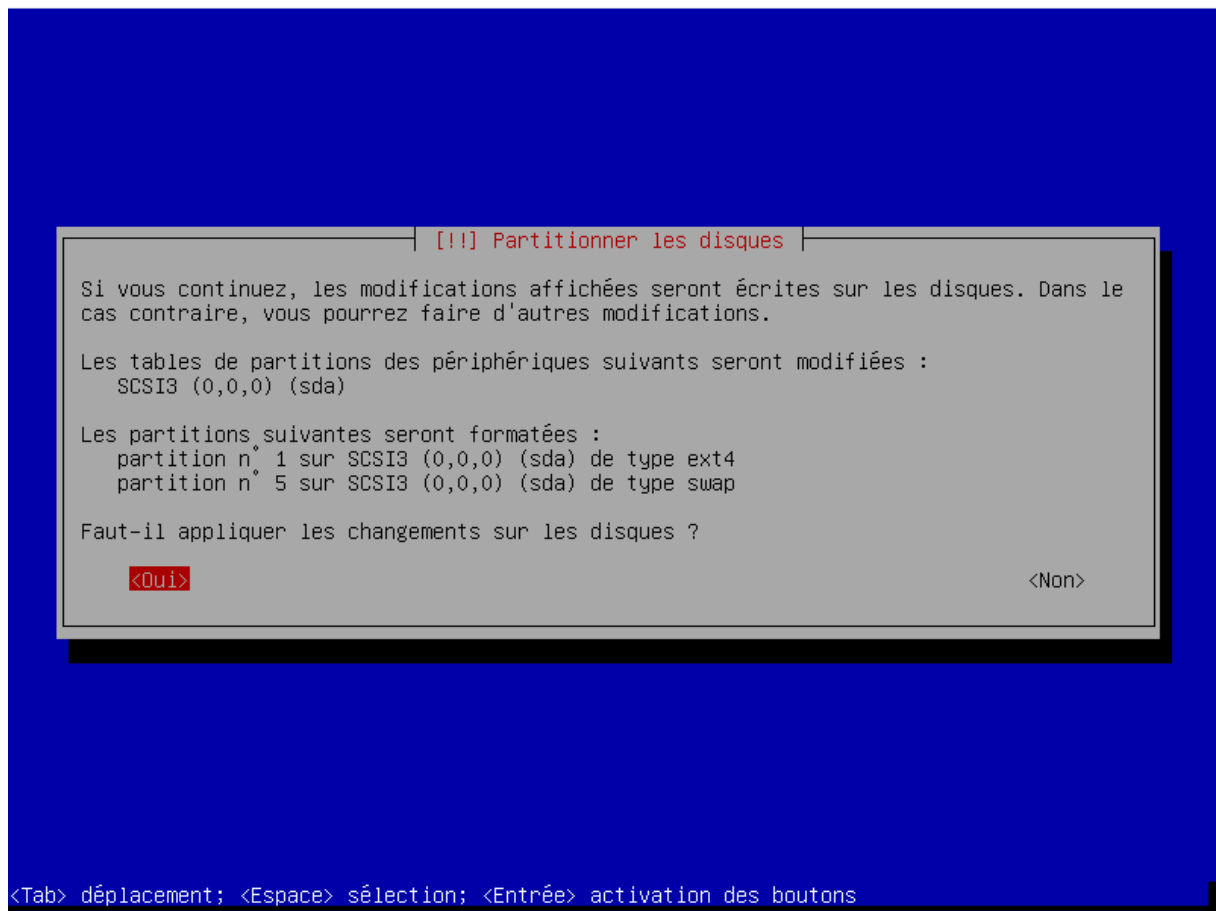 [!!] Partitionner les disques
Si vous continuez, les modifications affichées seront écrites sur les disques. Dans le
cas contraire, vous pourrez faire d'autres modifications.
Les tables de partitions des périphériques suivants seront modifiées :
SCSI3 (0,0,0) (sda)
Les partitions suivantes seront formatées :
partition n° 1 sur SCSI3 (0,0,0) (sda) de type ext4
partition n° 5 sur SCSI3 (0,0,0) (sda) de type swap
Faut-il appliquer les changements sur les disques ?
<Oui> <Non>
<Tab> déplacement; <Espace> sélection; <Entrée> activation des boutons